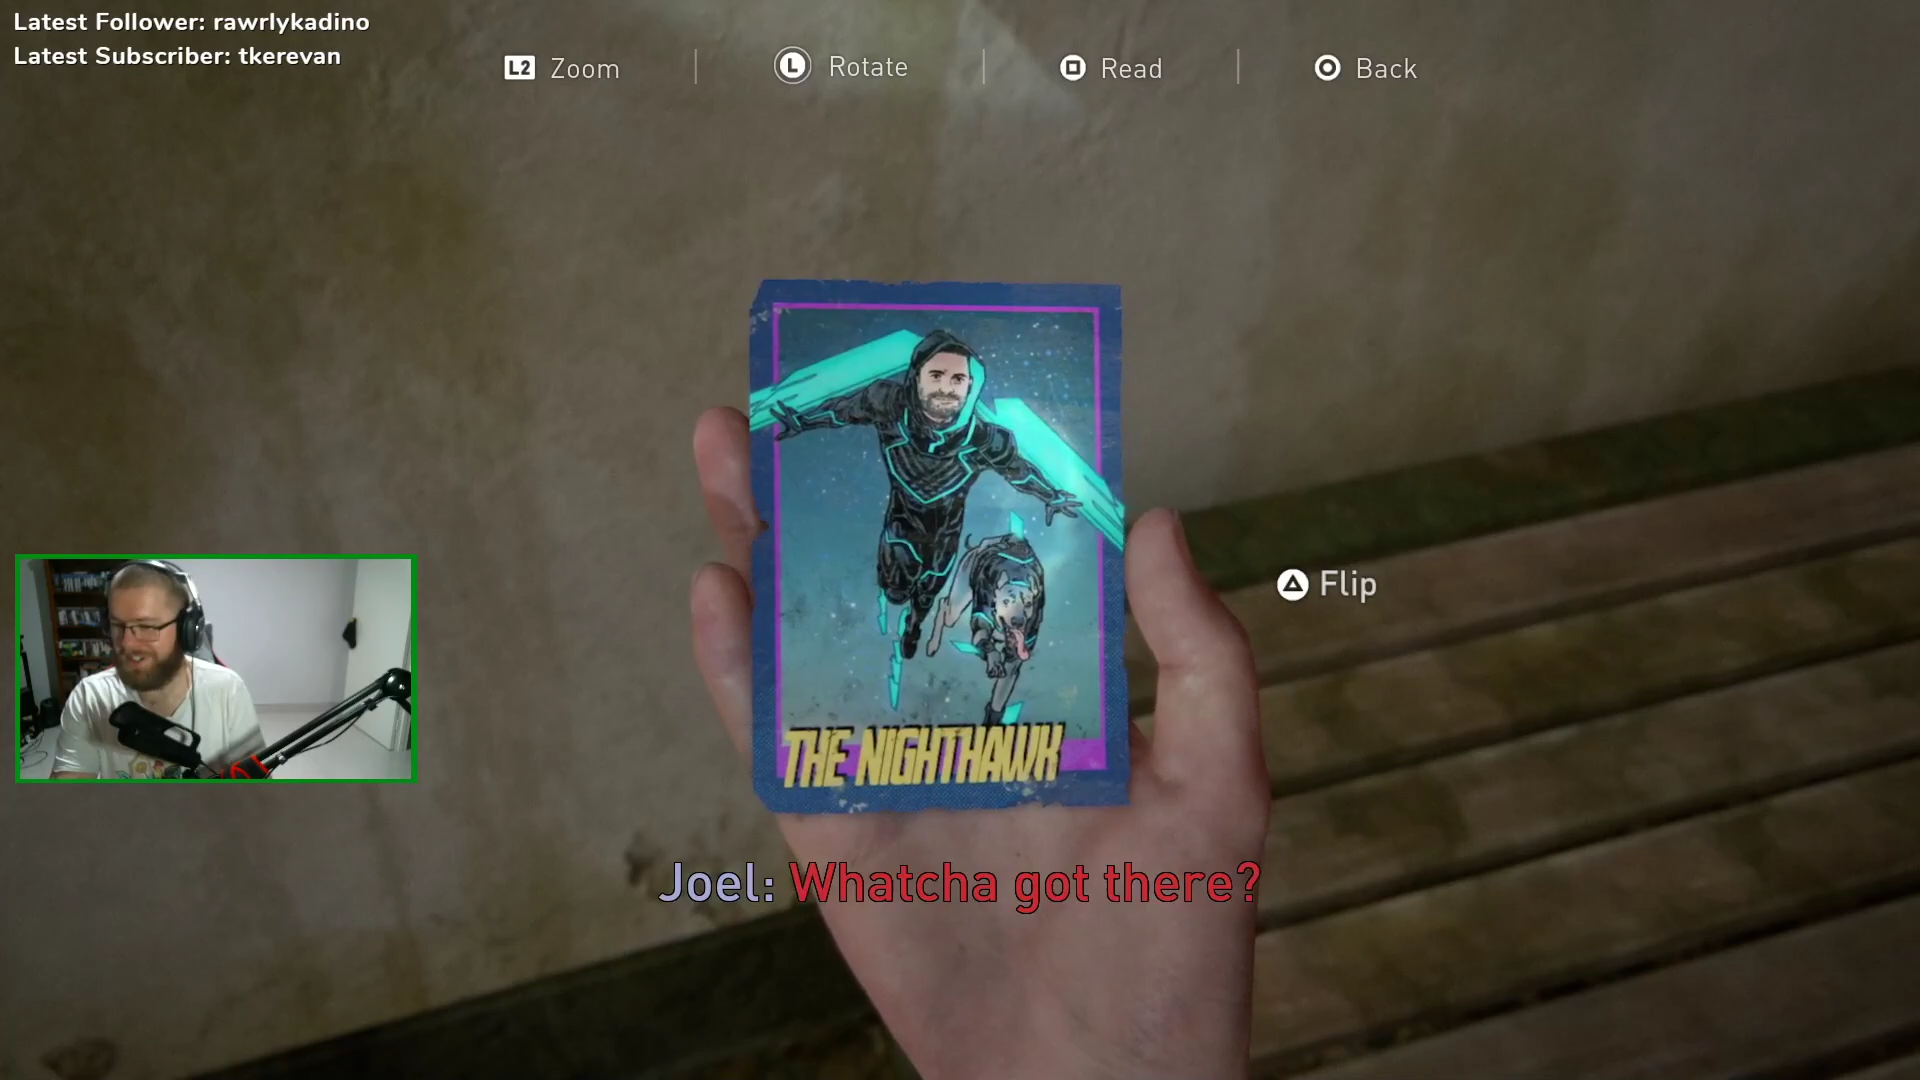 Latest Follower: rawrlykadino
Latest Subscriber: tkerevan
L2 Zoom
L Rotate
Read
Back
THE NIGHTHAWK
Flip
Joel: Whatcha got there?